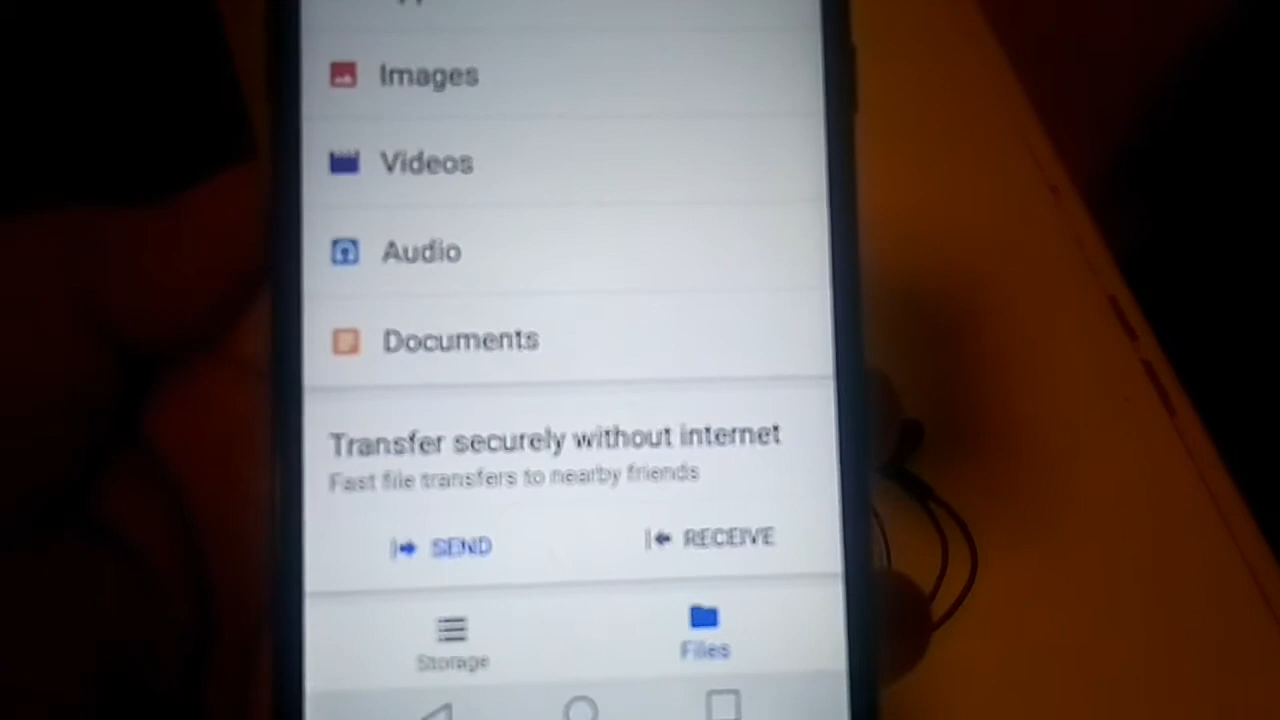 Images
Videos
Audio
Documents
Transfer securely without internet
Fast file transfers to nearby friends
SEND
RECEIVE
Storage
Files